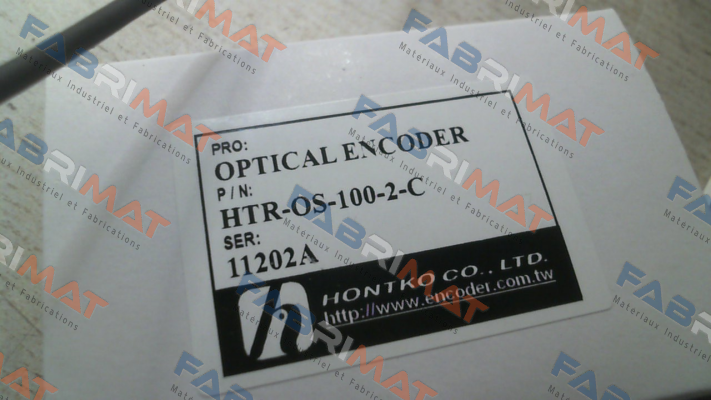 PRO:
OPTICAL ENCODER
P/N:
HTR-OS-100-2-C
SER:
11202A
HONTKO CO., LTD.
http://www.encoder.com.tw
FABRIMAT
Materiaux Industriel et Fabrications